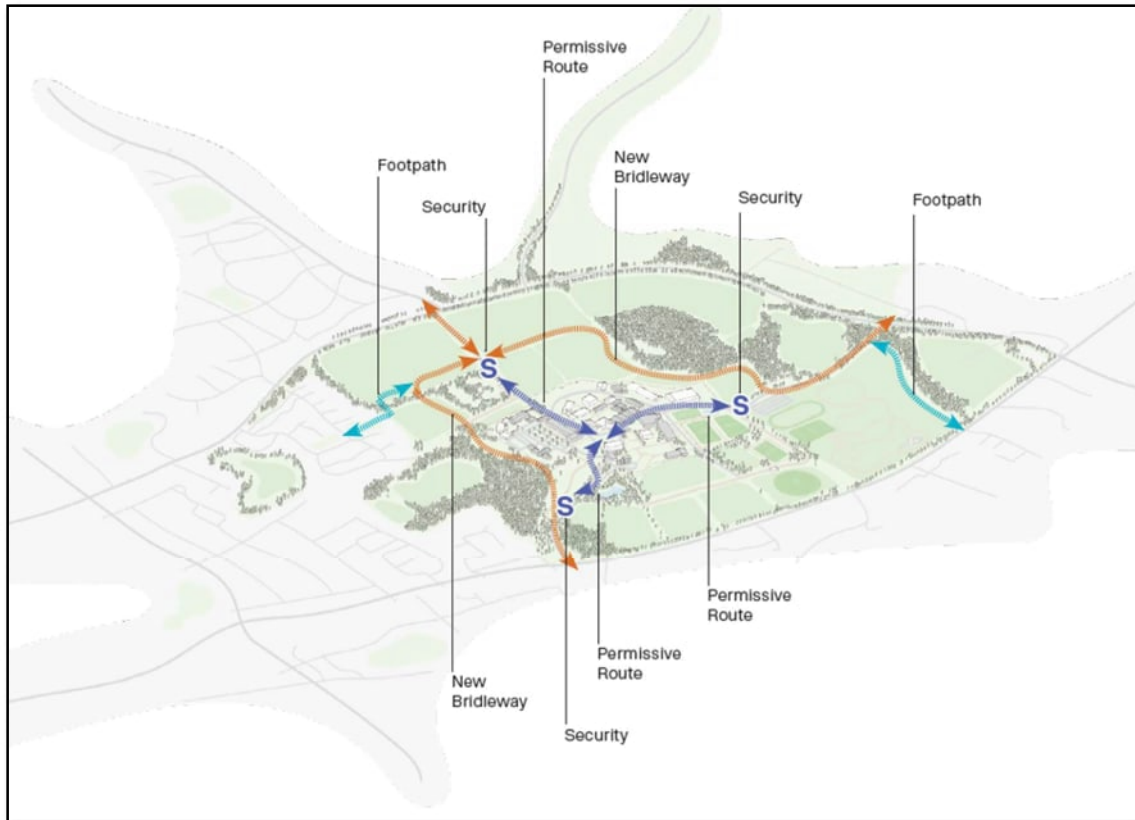 Permissive
Route
New
Bridleway
Footpath
Security
Security
Footpath
S
S
S
Permissive
Route
Permissive
Route
New
Bridleway
Security